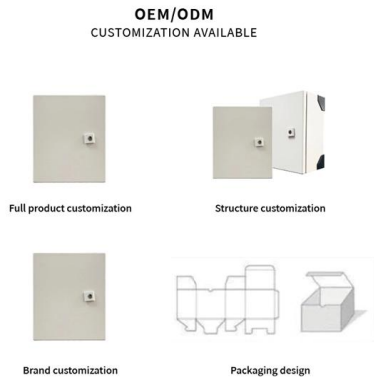 OEM/ODM
CUSTOMIZATION AVAILABLE
Full product customization
Structure customization
Brand customization
Packaging design